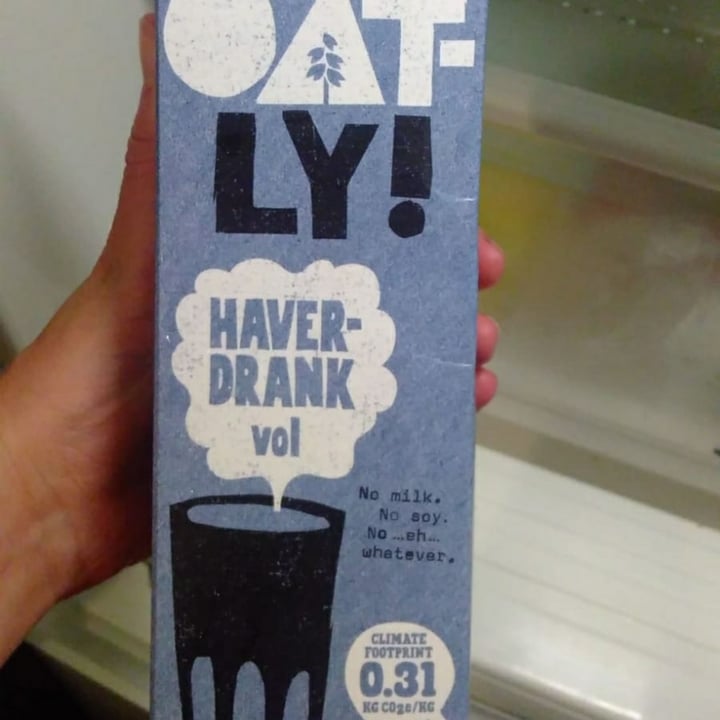 OAT-
LY!
HAVER-
DRANK
vol
No milk.
No soy.
No ...eh...
whatever.
CLIMATE
FOOTPRINT
0.31
KG CO2e/KG